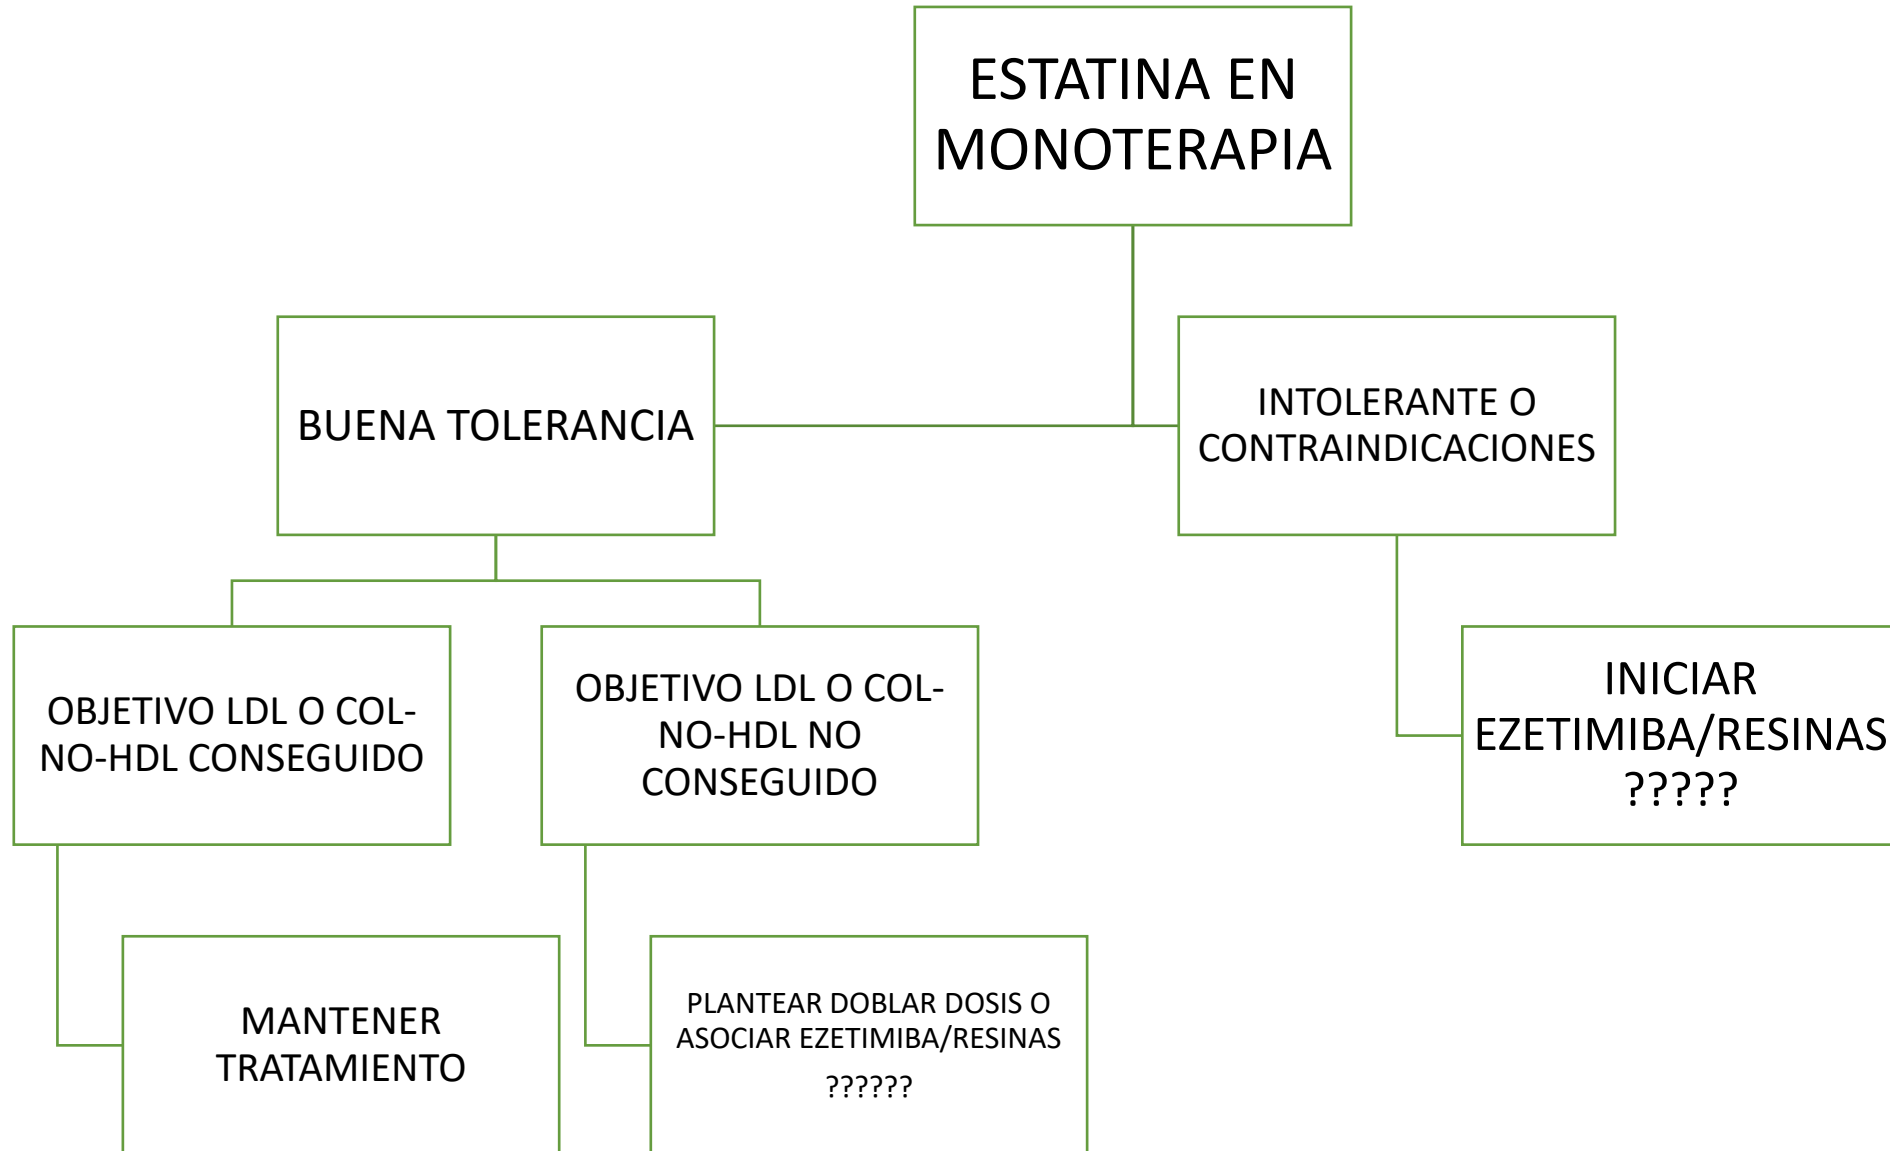 ESTATINA EN
MONOTERAPIA
BUENA TOLERANCIA
INTOLERANTE O
CONTRAINDICACIONES
OBJETIVO LDL O COL-
NO-HDL CONSEGUIDO
OBJETIVO LDL O COL-
NO-HDL NO
CONSEGUIDO
INICIAR
EZETIMIBA/RESINAS
?????
MANTENER
TRATAMIENTO
PLANTEAR DOBLAR DOSIS O
ASOCIAR EZETIMIBA/RESINAS
??????